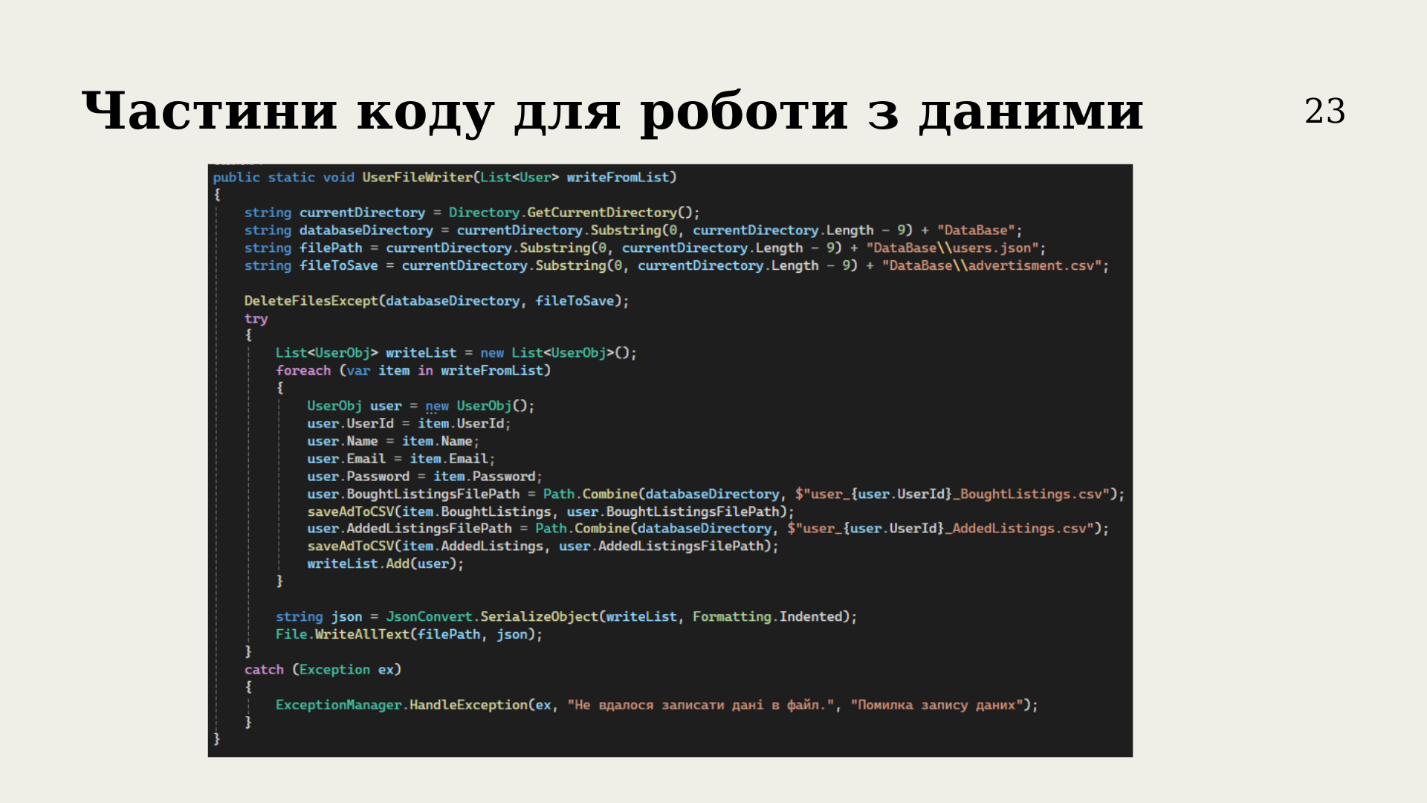 Частини коду для роботи з даними
23
public static void UserFileWriter(List<User> writeFromList)
{
    string currentDirectory = Directory.GetCurrentDirectory();
    string databaseDirectory = currentDirectory.Substring(0, currentDirectory.Length - 9) + "DataBase";
    string filePath = currentDirectory.Substring(0, currentDirectory.Length - 9) + "DataBase\\users.json";
    string fileToSave = currentDirectory.Substring(0, currentDirectory.Length - 9) + "DataBase\\advertisment.csv";
    DeleteFilesExcept(databaseDirectory, fileToSave);
    try
    {
        List<UserObj> writeList = new List<UserObj>();
        foreach (var item in writeFromList)
        {
            UserObj user = new UserObj();
            user.UserId = item.UserId;
            user.Name = item.Name;
            user.Email = item.Email;
            user.Password = item.Password;
            user.BoughtListingsFilePath = Path.Combine(databaseDirectory, $"user_{user.UserId}_BoughtListings.csv");
            saveAdToCSV(item.BoughtListings, user.BoughtListingsFilePath);
            user.AddedListingsFilePath = Path.Combine(databaseDirectory, $"user_{user.UserId}_AddedListings.csv");
            saveAdToCSV(item.AddedListings, user.AddedListingsFilePath);
            writeList.Add(user);
        }
        string json = JsonConvert.SerializeObject(writeList, Formatting.Indented);
        File.WriteAllText(filePath, json);
    }
    catch (Exception ex)
    {
        ExceptionManager.HandleException(ex, "Не вдалося записати дані в файл.", "Помилка запису даних");
    }
}